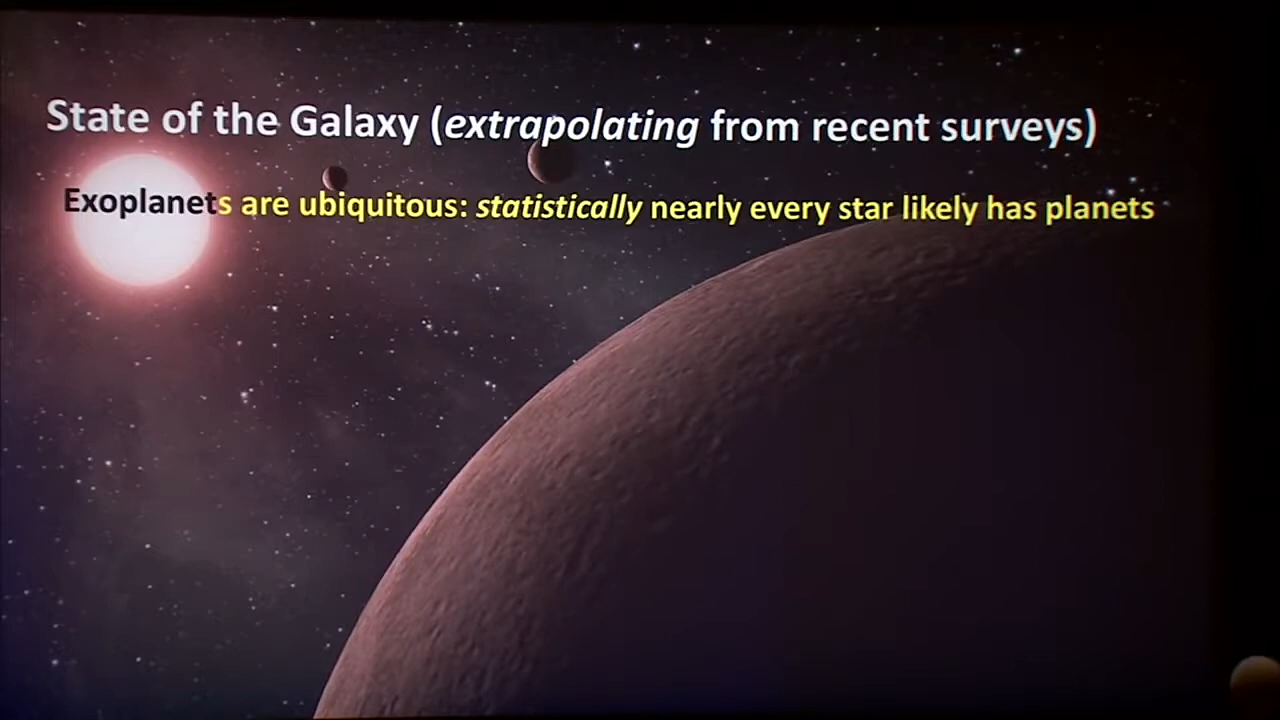 State of the Galaxy (extrapolating from recent surveys)
Exoplanets are ubiquitous: statistically nearly every star likely has planets